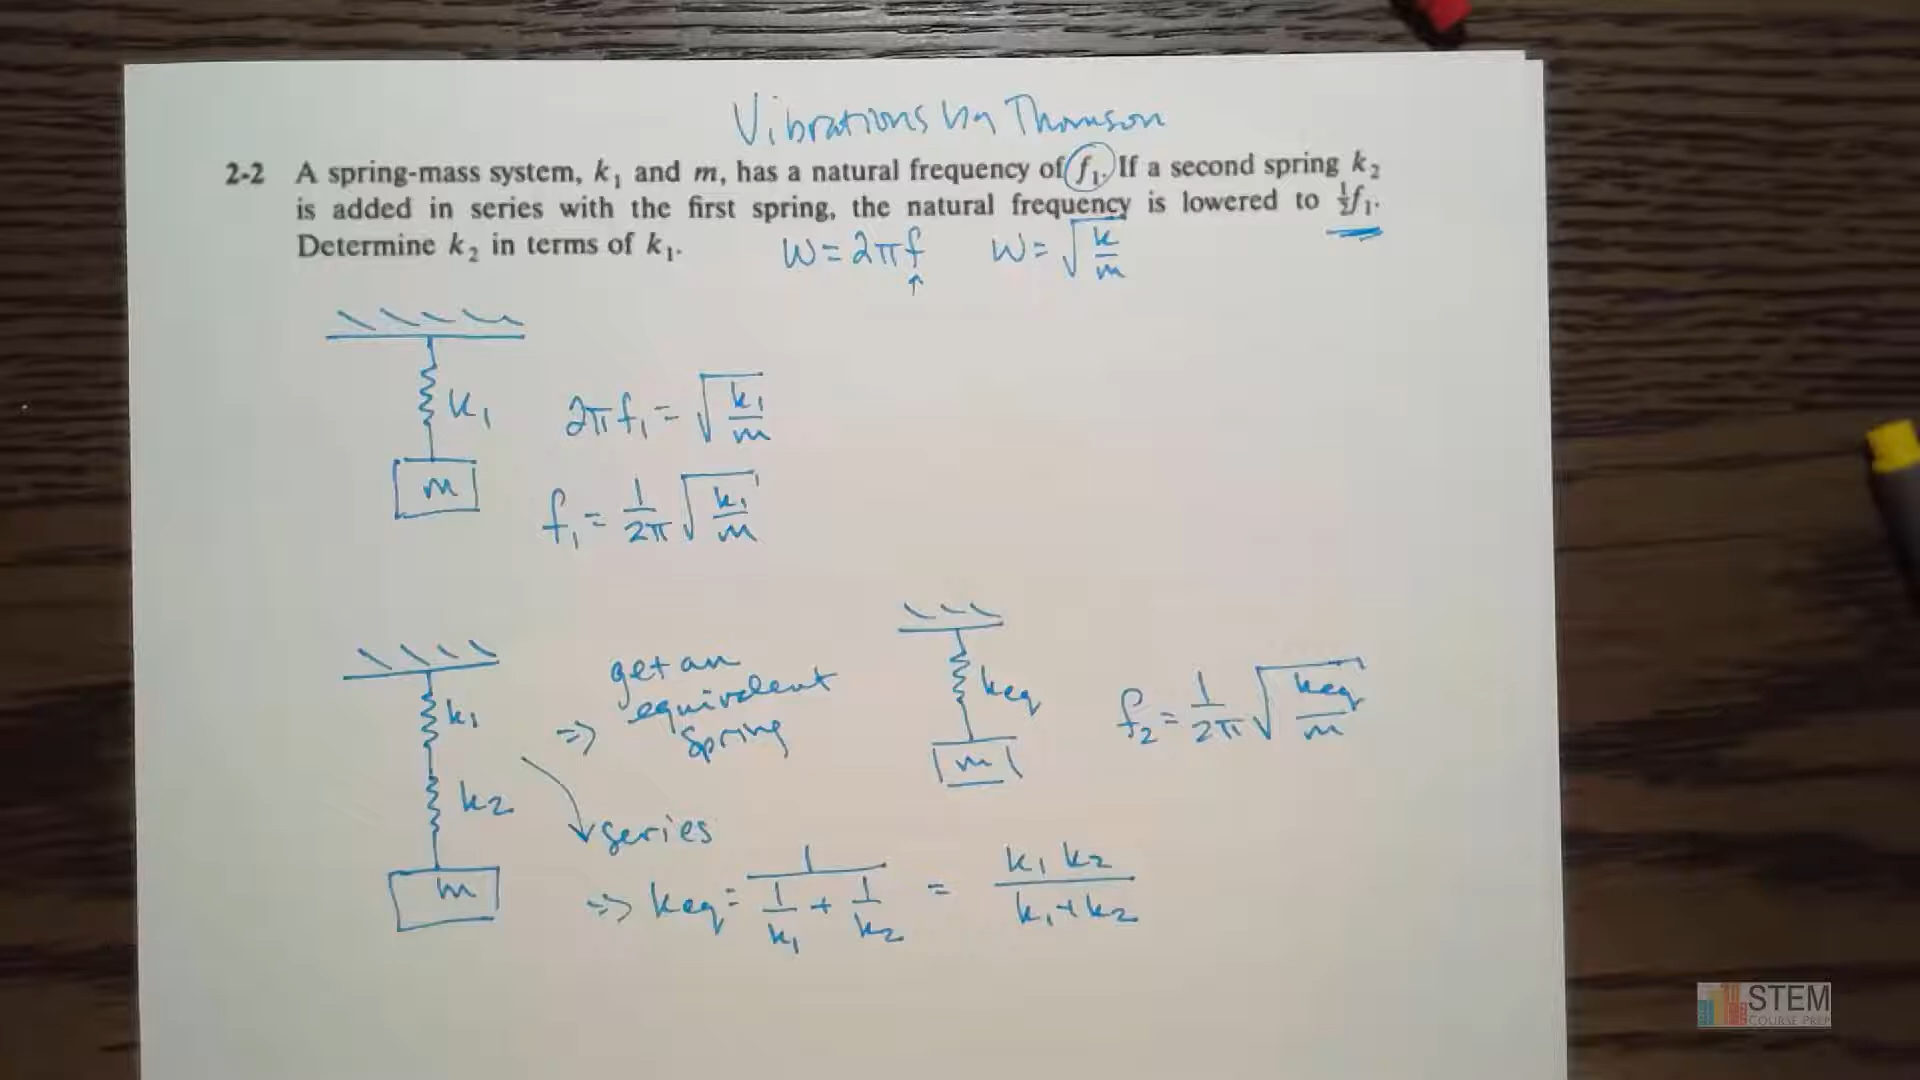 Vibrations by Thomson
2-2 A spring-mass system, k₁ and m, has a natural frequency of f₁. If a second spring k₂
is added in series with the first spring, the natural frequency is lowered to ½f₁.
Determine k₂ in terms of k₁.
W = 2πf W = √(k/m)
k₁
2πf₁ = √(k₁/m)
m
f₁ = 1/2π √(k₁/m)
k₁
k₂
m
=> get an
equivalent
spring
keq
m
f₂ = 1/2π √(keq/m)
series
=> keq = 1/(1/k₁ + 1/k₂) = k₁k₂/(k₁+k₂)
STEM
COURSE PREP